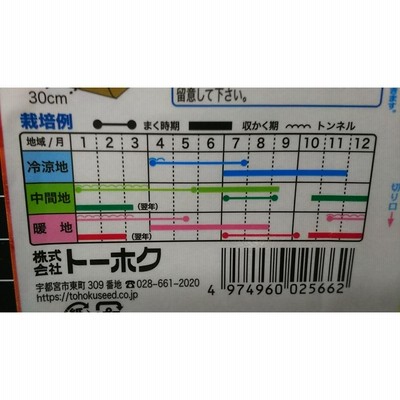 30cm
留意して下さい。
栽培例 まく時期 収かく期 トンネル
地域/月 1 2 3 4 5 6 7 8 9 10 11 12
冷涼地
中間地
(翌年)
暖地
(翌年)
株式会社トーホク
宇都宮市東町309番地 ☎028-661-2020
https://tohokuseed.co.jp
4 974960 025662
切り口